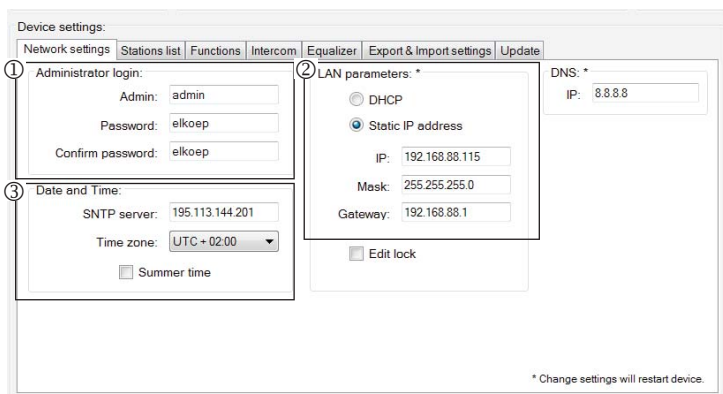 Device settings:
Network settings Stations list Functions Intercom Equalizer Export & Import settings Update
① Administrator login:
Admin: admin
Password: elkoep
Confirm password: elkoep
② LAN parameters: *
DHCP
Static IP address
IP: 192.168.88.115
Mask: 255.255.255.0
Gateway: 192.168.88.1
Edit lock
DNS: *
IP: 8.8.8.8
③ Date and Time:
SNTP server: 195.113.144.201
Time zone: UTC + 02:00
Summer time
* Change settings will restart device.